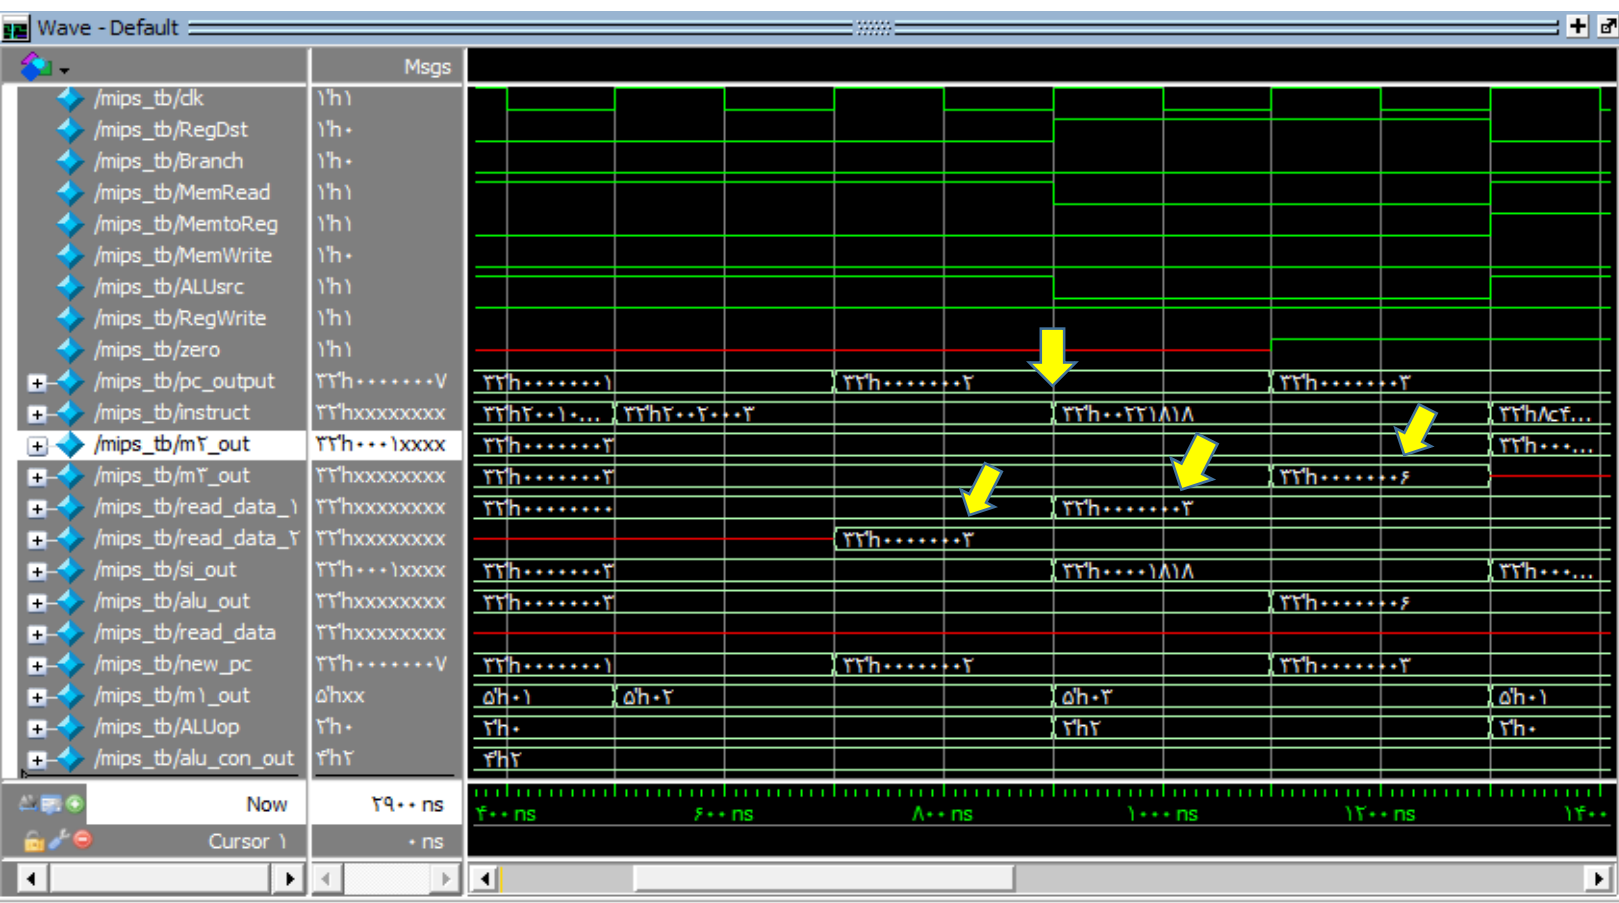 Wave - Default
Msgs
/mips_tb/clk ۱'h۱
/mips_tb/RegDst ۱'h۰
/mips_tb/Branch ۱'h۰
/mips_tb/MemRead ۱'h۱
/mips_tb/MemtoReg ۱'h۱
/mips_tb/MemWrite ۱'h۰
/mips_tb/ALUsrc ۱'h۱
/mips_tb/RegWrite ۱'h۱
/mips_tb/zero ۱'h۱
/mips_tb/pc_output ۳۲'h۰۰۰۰۰۰۰۷ ۳۲'h۰۰۰۰۰۰۰۱ ۳۲'h۰۰۰۰۰۰۰۲ ۳۲'h۰۰۰۰۰۰۰۳
/mips_tb/instruct ۳۲'hxxxxxxxx ۳۲'h۲۰۰۱۰... ۳۲'h۲۰۰۲۰۰۰۳ ۳۲'h۰۰۲۲۱۸۱۸ ۳۲'h۸c۴...
/mips_tb/m۲_out ۳۲'h۰۰۰۱xxxx ۳۲'h۰۰۰۰۰۰۰۳ ۳۲'h۰۰۰...
/mips_tb/m۳_out ۳۲'hxxxxxxxx ۳۲'h۰۰۰۰۰۰۰۳ ۳۲'h۰۰۰۰۰۰۰۶
/mips_tb/read_data_۱ ۳۲'hxxxxxxxx ۳۲'h۰۰۰۰۰۰۰۰ ۳۲'h۰۰۰۰۰۰۰۳
/mips_tb/read_data_۲ ۳۲'hxxxxxxxx ۳۲'h۰۰۰۰۰۰۰۳
/mips_tb/si_out ۳۲'h۰۰۰۱xxxx ۳۲'h۰۰۰۰۰۰۰۳ ۳۲'h۰۰۰۰۱۸۱۸ ۳۲'h۰۰۰...
/mips_tb/alu_out ۳۲'hxxxxxxxx ۳۲'h۰۰۰۰۰۰۰۳ ۳۲'h۰۰۰۰۰۰۰۶
/mips_tb/read_data ۳۲'hxxxxxxxx
/mips_tb/new_pc ۳۲'h۰۰۰۰۰۰۰۷ ۳۲'h۰۰۰۰۰۰۰۱ ۳۲'h۰۰۰۰۰۰۰۲ ۳۲'h۰۰۰۰۰۰۰۳
/mips_tb/m۱_out ۵'hxx ۵'h۰۱ ۵'h۰۲ ۵'h۰۳ ۵'h۰۱
/mips_tb/ALUop ۲'h۰ ۲'h۰ ۲'h۲ ۲'h۰
/mips_tb/alu_con_out ۴'h۲ ۴'h۲
Now ۲۹۰۰ ns ۴۰۰ ns ۶۰۰ ns ۸۰۰ ns ۱۰۰۰ ns ۱۲۰۰ ns ۱۴۰۰
Cursor ۱ ۰ ns